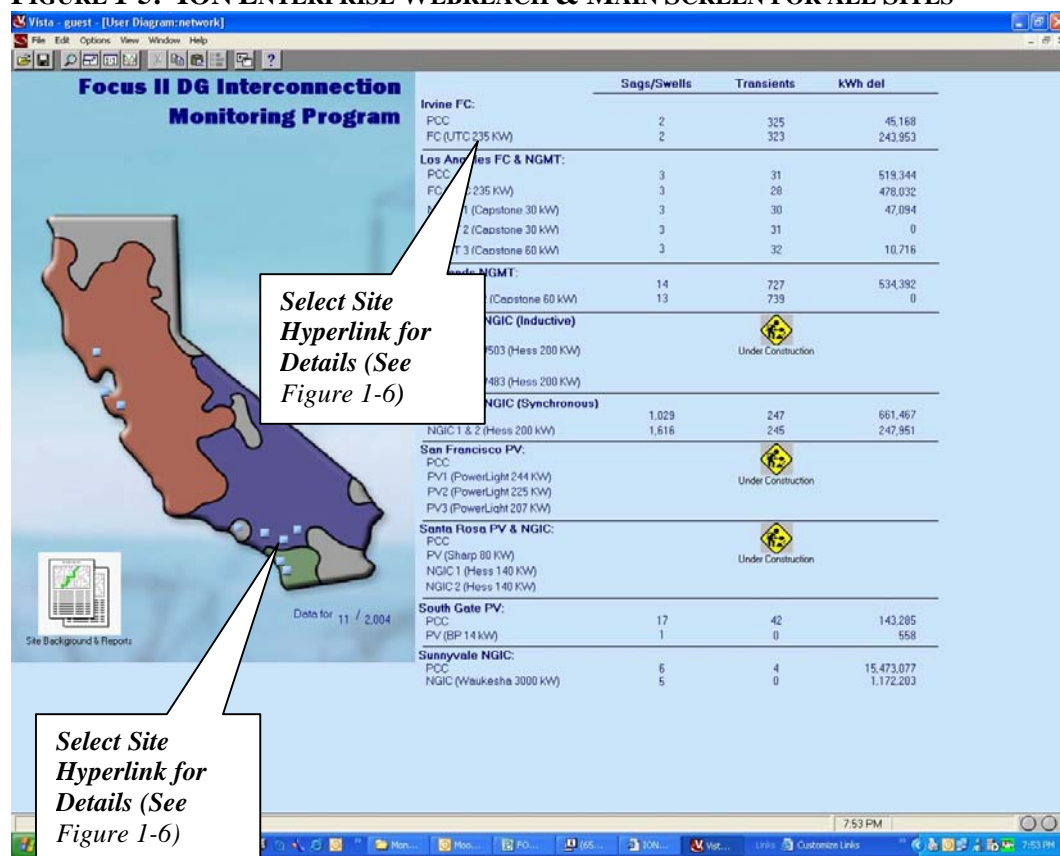 FIGURE 1-5: ION ENTERPRISE WEBREACH & MAIN SCREEN FOR ALL SITES
Vista - guest - [User Diagram:network]
File Edit Options View Window Help
Focus II DG Interconnection
Monitoring Program
Sags/Swells Transients kWh del
Irvine FC:
PCC 2 325 45,168
FC (UTC 235 KW) 2 323 243,953
Los Angeles FC & NGMT:
PCC 3 31 519,344
235 KW) 3 28 478,032
1 (Capstone 30 kW) 3 30 47,094
2 (Capstone 30 kW) 3 31 0
T 3 (Capstone 60 kW) 3 32 10,716
NGMT:
14 727 534,392
(Capstone 60 kW) 13 739 0
NGIC (Inductive)
503 (Hess 200 KW)
Under Construction
483 (Hess 200 KW)
NGIC (Synchronous)
1,029 247 661,467
NGIC 1 & 2 (Hess 200 kW) 1,616 245 247,951
San Francisco PV:
PCC
PV1 (PowerLight 244 KW)
Under Construction
PV2 (PowerLight 225 KW)
PV3 (PowerLight 207 KW)
Santa Rosa PV & NGIC:
PCC
PV (Sharp 80 KW)
Under Construction
NGIC 1 (Hess 140 KW)
NGIC 2 (Hess 140 KW)
South Gate PV:
PCC 17 42 143,285
PV (BP 14 kW) 1 0 558
Sunnyvale NGIC:
PCC 6 4 15,473,077
NGIC (Waukesha 3000 KW) 5 0 1,172,203
Select Site
Hyperlink for
Details (See
Figure 1-6)
Data for 11 / 2,004
Site Background & Reports
Select Site
Hyperlink for
Details (See
Figure 1-6)
7:53 PM
Mon... Moo... FO... (65... ION... Vist... Links Customize Links 7:53 PM